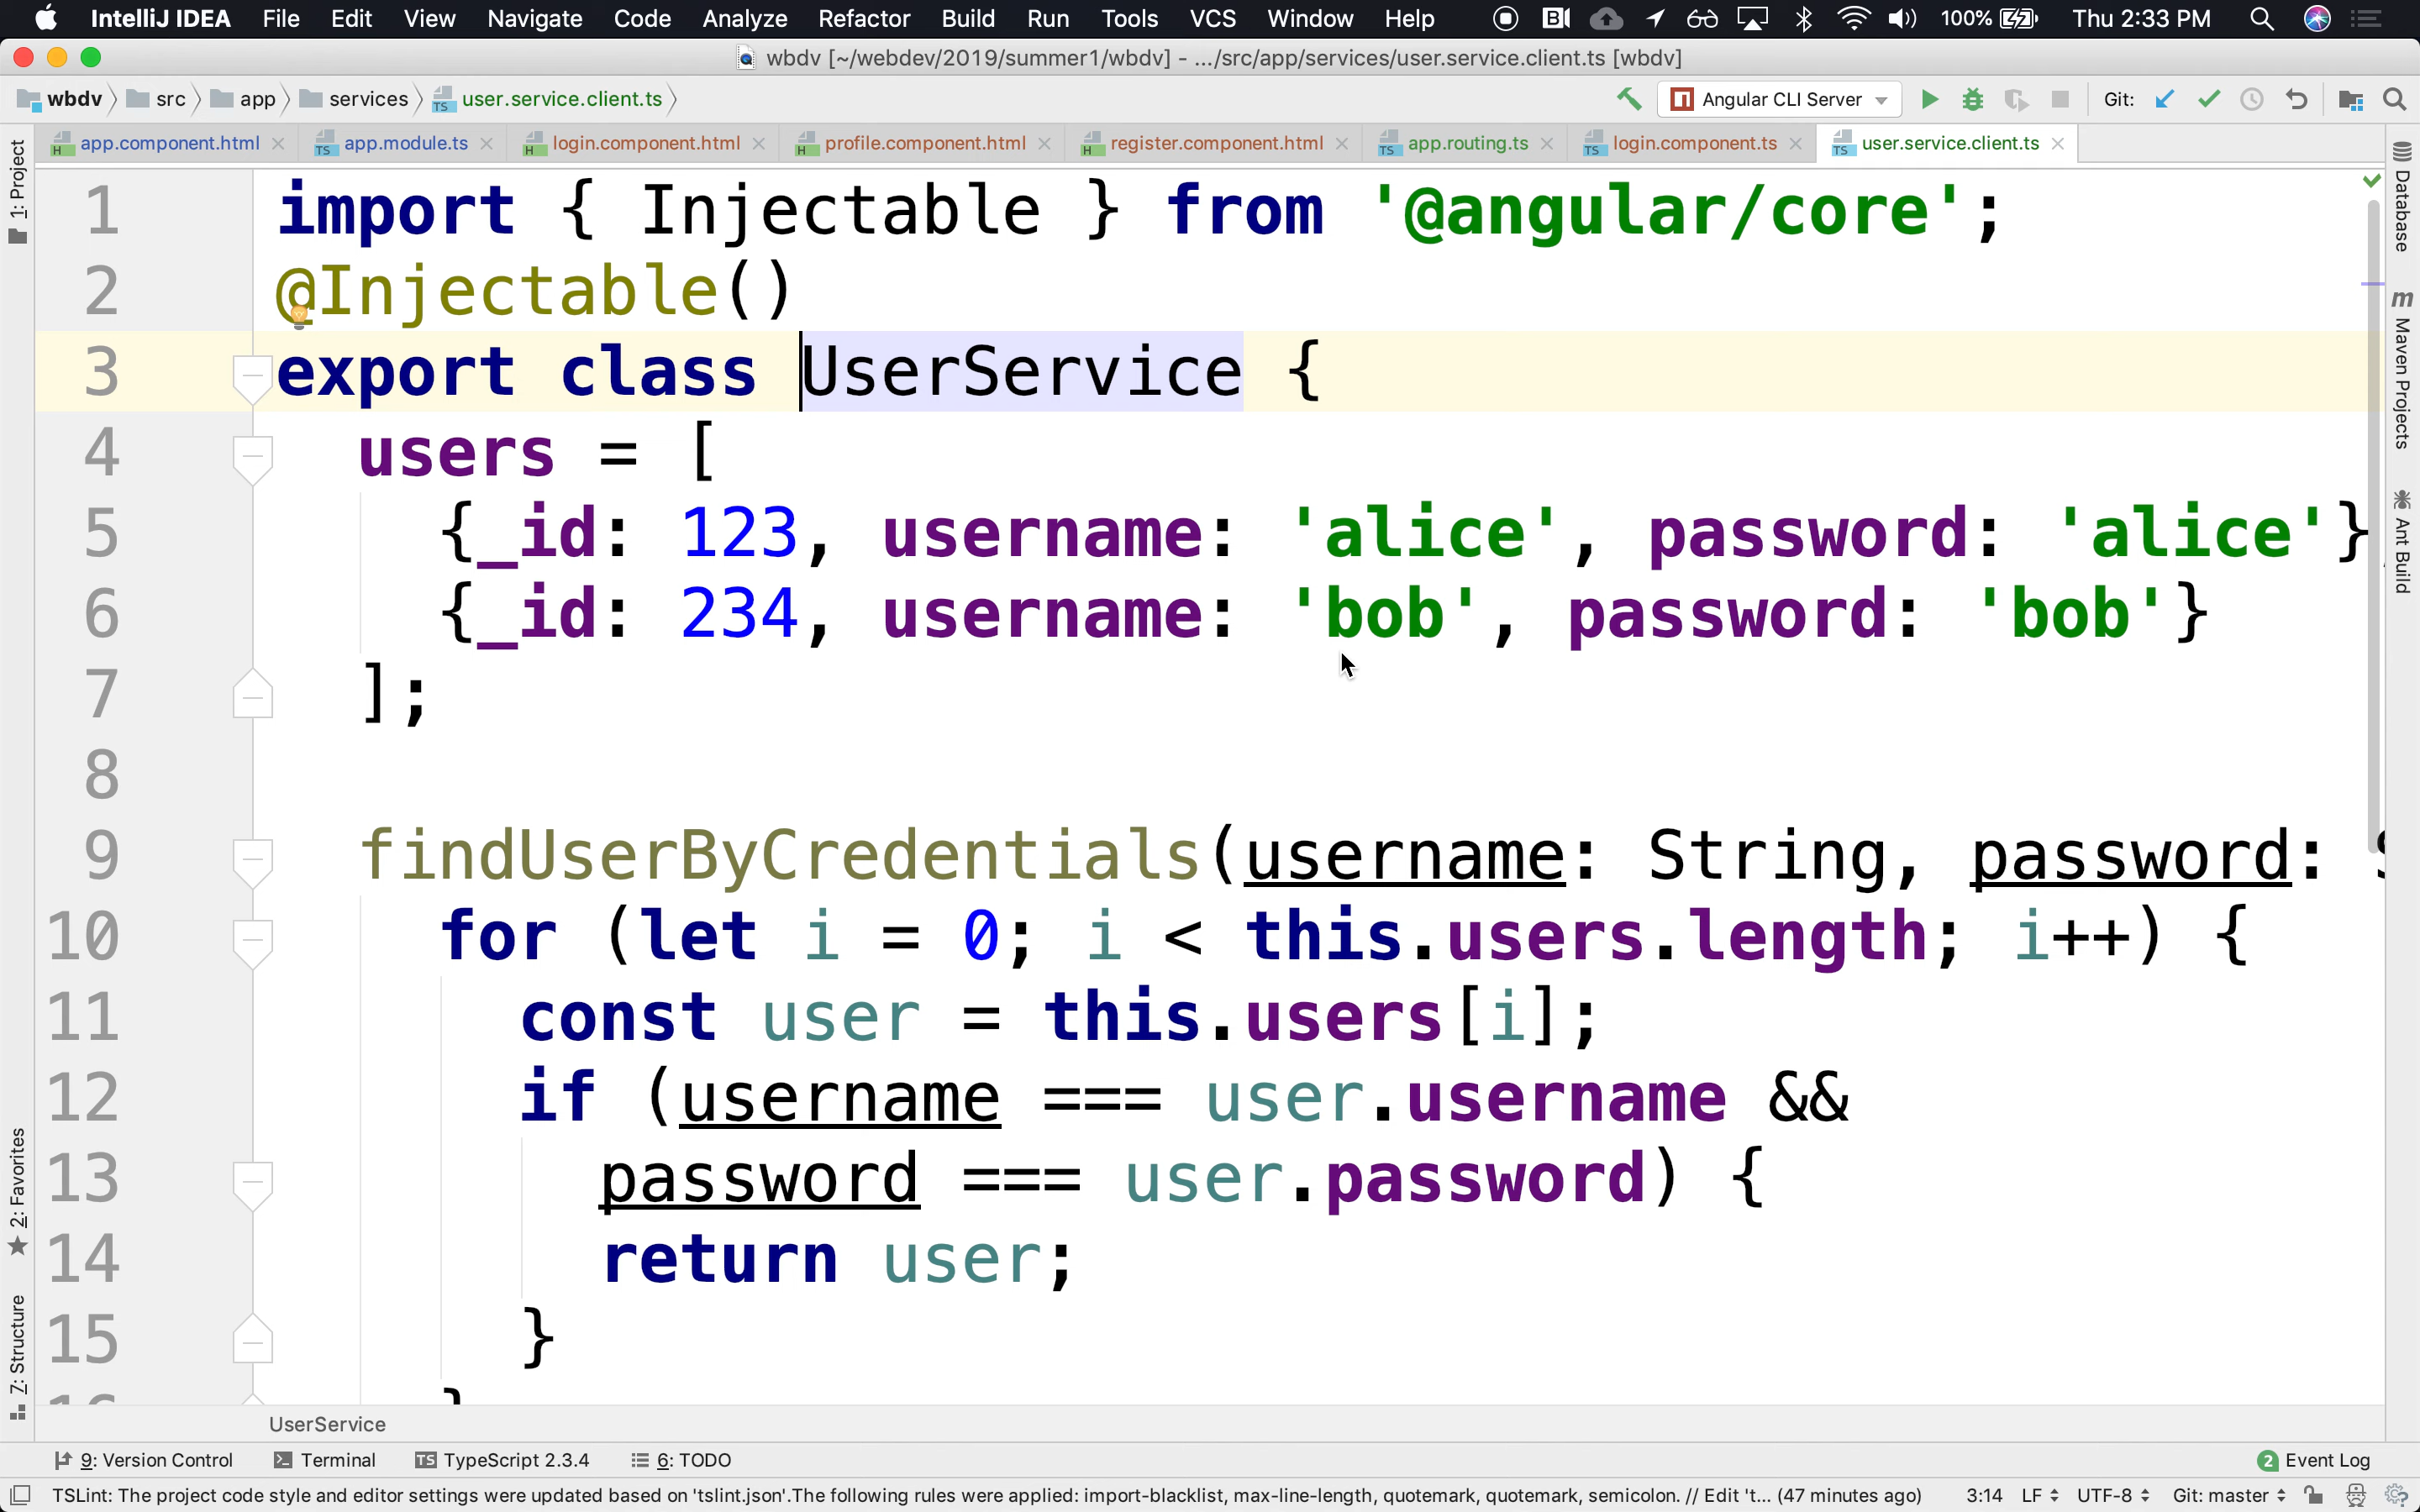 IntelliJ IDEA File Edit View Navigate Code Analyze Refactor Build Run Tools VCS Window Help 100% Thu 2:33 PM
wbdv [~/webdev/2019/summer1/wbdv] - .../src/app/services/user.service.client.ts [wbdv]
wbdv src app services user.service.client.ts Angular CLI Server Git:
app.component.html app.module.ts login.component.html profile.component.html register.component.html app.routing.ts login.component.ts user.service.client.ts
1: Project
2: Favorites
7: Structure
Database
Maven Projects
Ant Build
1 import { Injectable } from '@angular/core';
2 @Injectable()
3 export class UserService {
4 users = [
5 {_id: 123, username: 'alice', password: 'alice'}
6 {_id: 234, username: 'bob', password: 'bob'}
7 ];
8
9 findUserByCredentials(username: String, password:
10 for (let i = 0; i < this.users.length; i++) {
11 const user = this.users[i];
12 if (username === user.username &&
13 password === user.password) {
14 return user;
15 }
}
UserService
9: Version Control Terminal TypeScript 2.3.4 6: TODO 2 Event Log
TSLint: The project code style and editor settings were updated based on 'tslint.json'.The following rules were applied: import-blacklist, max-line-length, quotemark, quotemark, semicolon. // Edit 't... (47 minutes ago) 3:14 LF UTF-8 Git: master